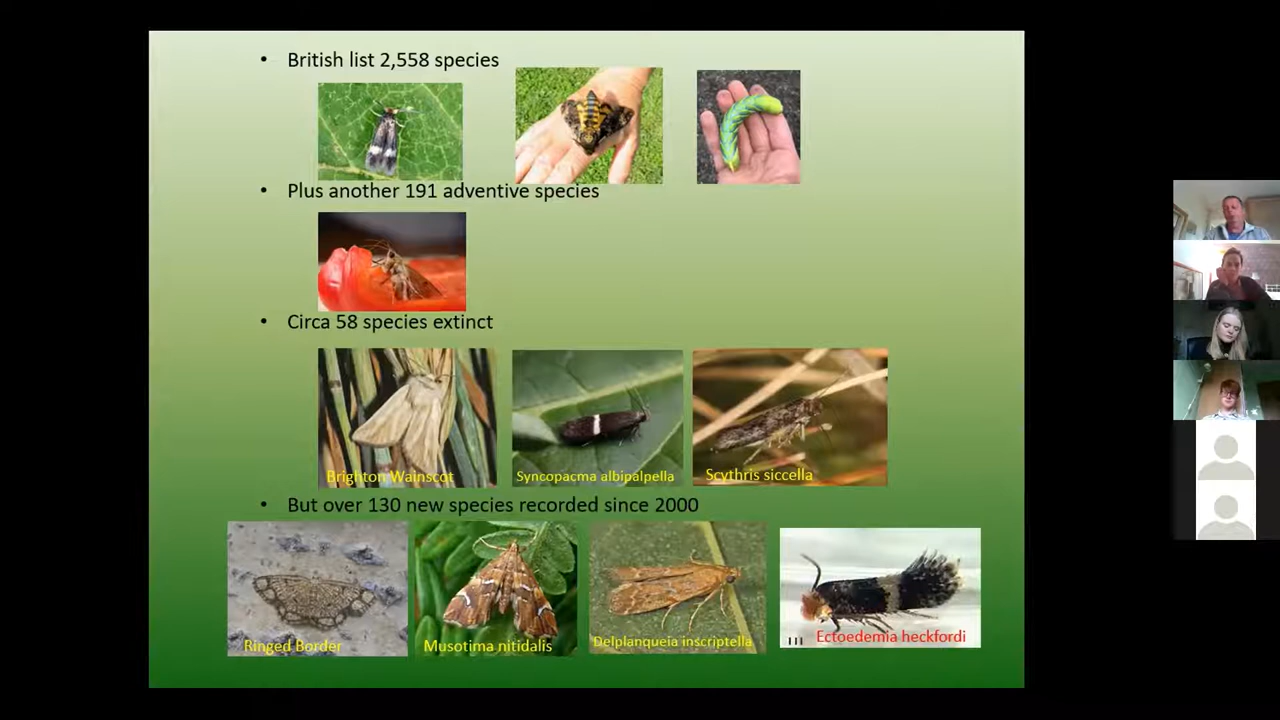 • British list 2,558 species
• Plus another 191 adventive species
• Circa 58 species extinct
Brighton Wainscot
Syncopacma albipalpella
Scythris siccella
• But over 130 new species recorded since 2000
Ringed Border
Musotima nitidalis
Delplanqueia inscriptella
Ectoedemia heckfordi